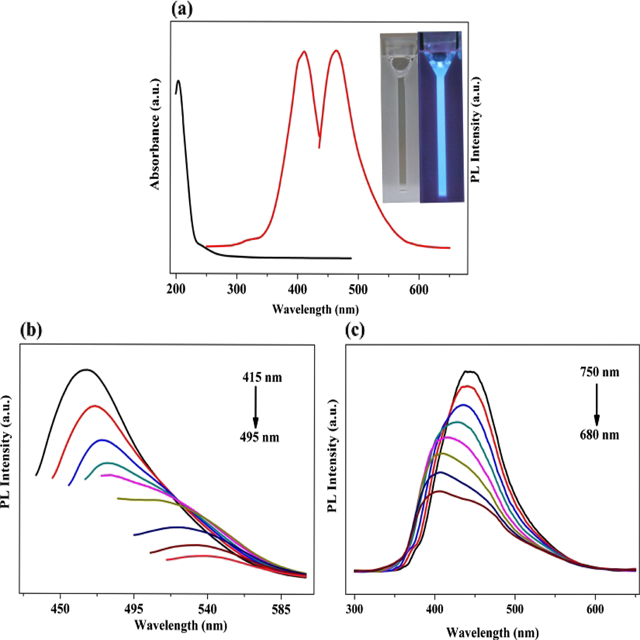 (a)
Absorbance (a.u.)
PL Intensity (a.u.)
200 300 400 500 600
Wavelength (nm)
(b)
PL Intensity (a.u.)
415 nm
495 nm
450 495 540 585
Wavelength (nm)
(c)
PL Intensity (a.u.)
750 nm
680 nm
300 400 500 600
Wavelength (nm)